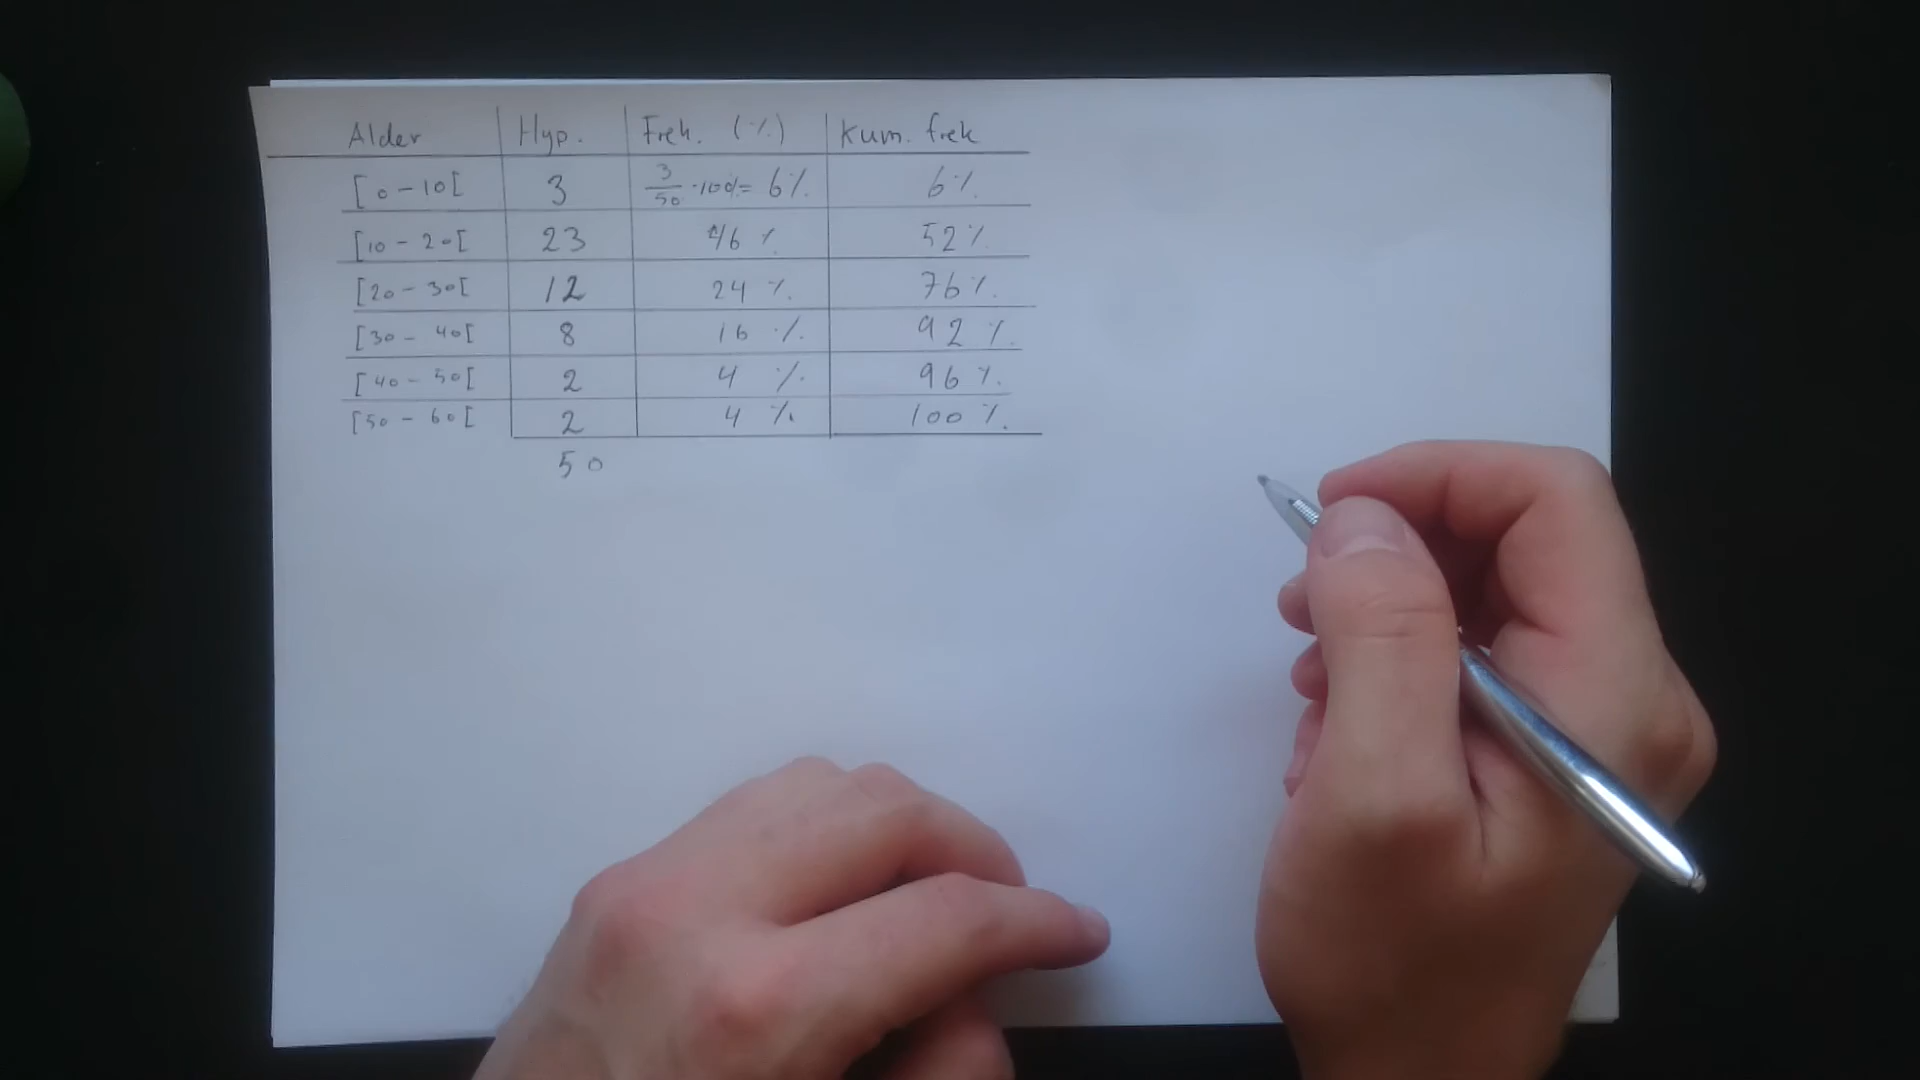 Alder Hyp. Frek. (%) Kum. frek
[0 - 10[ 3 3/50 · 100% = 6% 6%
[10 - 20[ 23 46 % 52 %
[20 - 30[ 12 24 % 76 %
[30 - 40[ 8 16 % 92 %
[40 - 50[ 2 4 % 96 %
[50 - 60[ 2 4 % 100 %
50